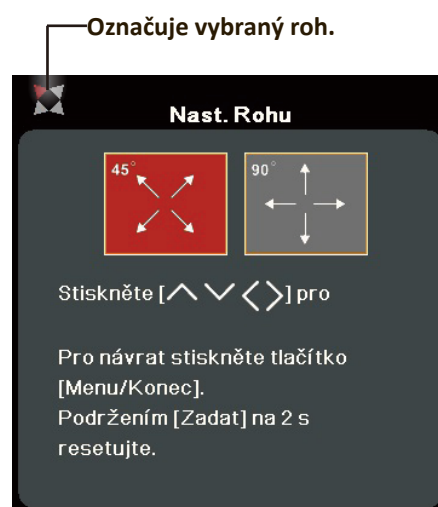 Označuje vybraný roh.
Nast. Rohu
45° 90°
Stiskněte [∧ ∨ < >] pro
Pro návrat stiskněte tlačítko
[Menu/Konec].
Podržením [Zadat] na 2 s
resetujte.